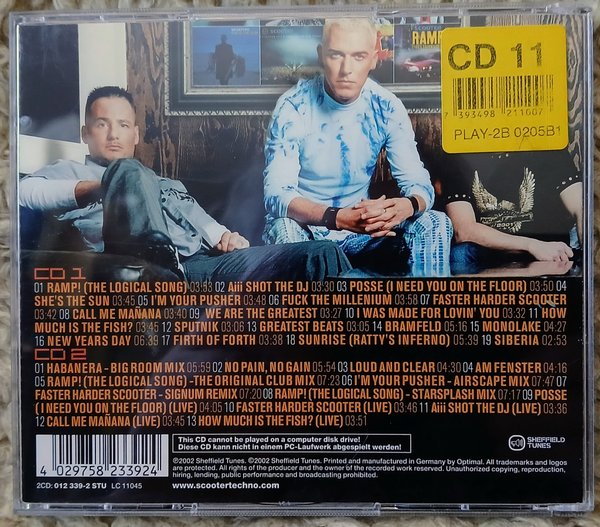 SCOOTER
RAMP
CD 11
7 393498 211607
PLAY-2B 0205B1
CD 1
01 RAMP! (THE LOGICAL SONG) 03:53 02 Aiii SHOT THE DJ 03:30 03 POSSE (I NEED YOU ON THE FLOOR) 03:50 04
SHE'S THE SUN 03:45 05 I'M YOUR PUSHER 03:48 06 FUCK THE MILLENIUM 03:58 07 FASTER HARDER SCOOTER
03:42 08 CALL ME MAÑANA 03:40 09 WE ARE THE GREATEST 03:27 10 I WAS MADE FOR LOVIN' YOU 03:32 11 HOW
MUCH IS THE FISH? 03:45 12 SPUTNIK 03:06 13 GREATEST BEATS 03:05 14 BRAMFELD 05:16 15 MONOLAKE 04:27
16 NEW YEARS DAY 06:39 17 FIRTH OF FORTH 03:38 18 SUNRISE (RATTY'S INFERNO) 05:39 19 SIBERIA 02:53
CD 2
01 HABANERA - BIG ROOM MIX 05:59 02 NO PAIN, NO GAIN 05:54 03 LOUD AND CLEAR 04:30 04 AM FENSTER 04:16
05 RAMP! (THE LOGICAL SONG) - THE ORIGINAL CLUB MIX 07:23 06 I'M YOUR PUSHER - AIRSCAPE MIX 07:47 07
FASTER HARDER SCOOTER - SIGNUM REMIX 07:20 08 RAMP! (THE LOGICAL SONG) - STARSPLASH MIX 07:17 09 POSSE
(I NEED YOU ON THE FLOOR) (LIVE) 04:05 10 FASTER HARDER SCOOTER (LIVE) 03:46 11 Aiii SHOT THE DJ (LIVE) 03:36
12 CALL ME MAÑANA (LIVE) 03:45 13 HOW MUCH IS THE FISH? (LIVE) 03:51
This CD cannot be played on a computer disk drive!
Diese CD kann nicht in einem PC-Laufwerk abgespielt werden!
SHEFFIELD
TUNES
℗2002 Sheffield Tunes. ©2002 Sheffield Tunes. Printed and manufactured in Germany by Optimal. All trademarks and logos
are protected. All rights of the producer and the owner of the recorded work reserved. Unauthorized copying, reproduction,
hiring, lending, public performance and broadcasting prohibited.
4 029758 233924
2CD: 012 339-2 STU LC 11045
www.scootertechno.com